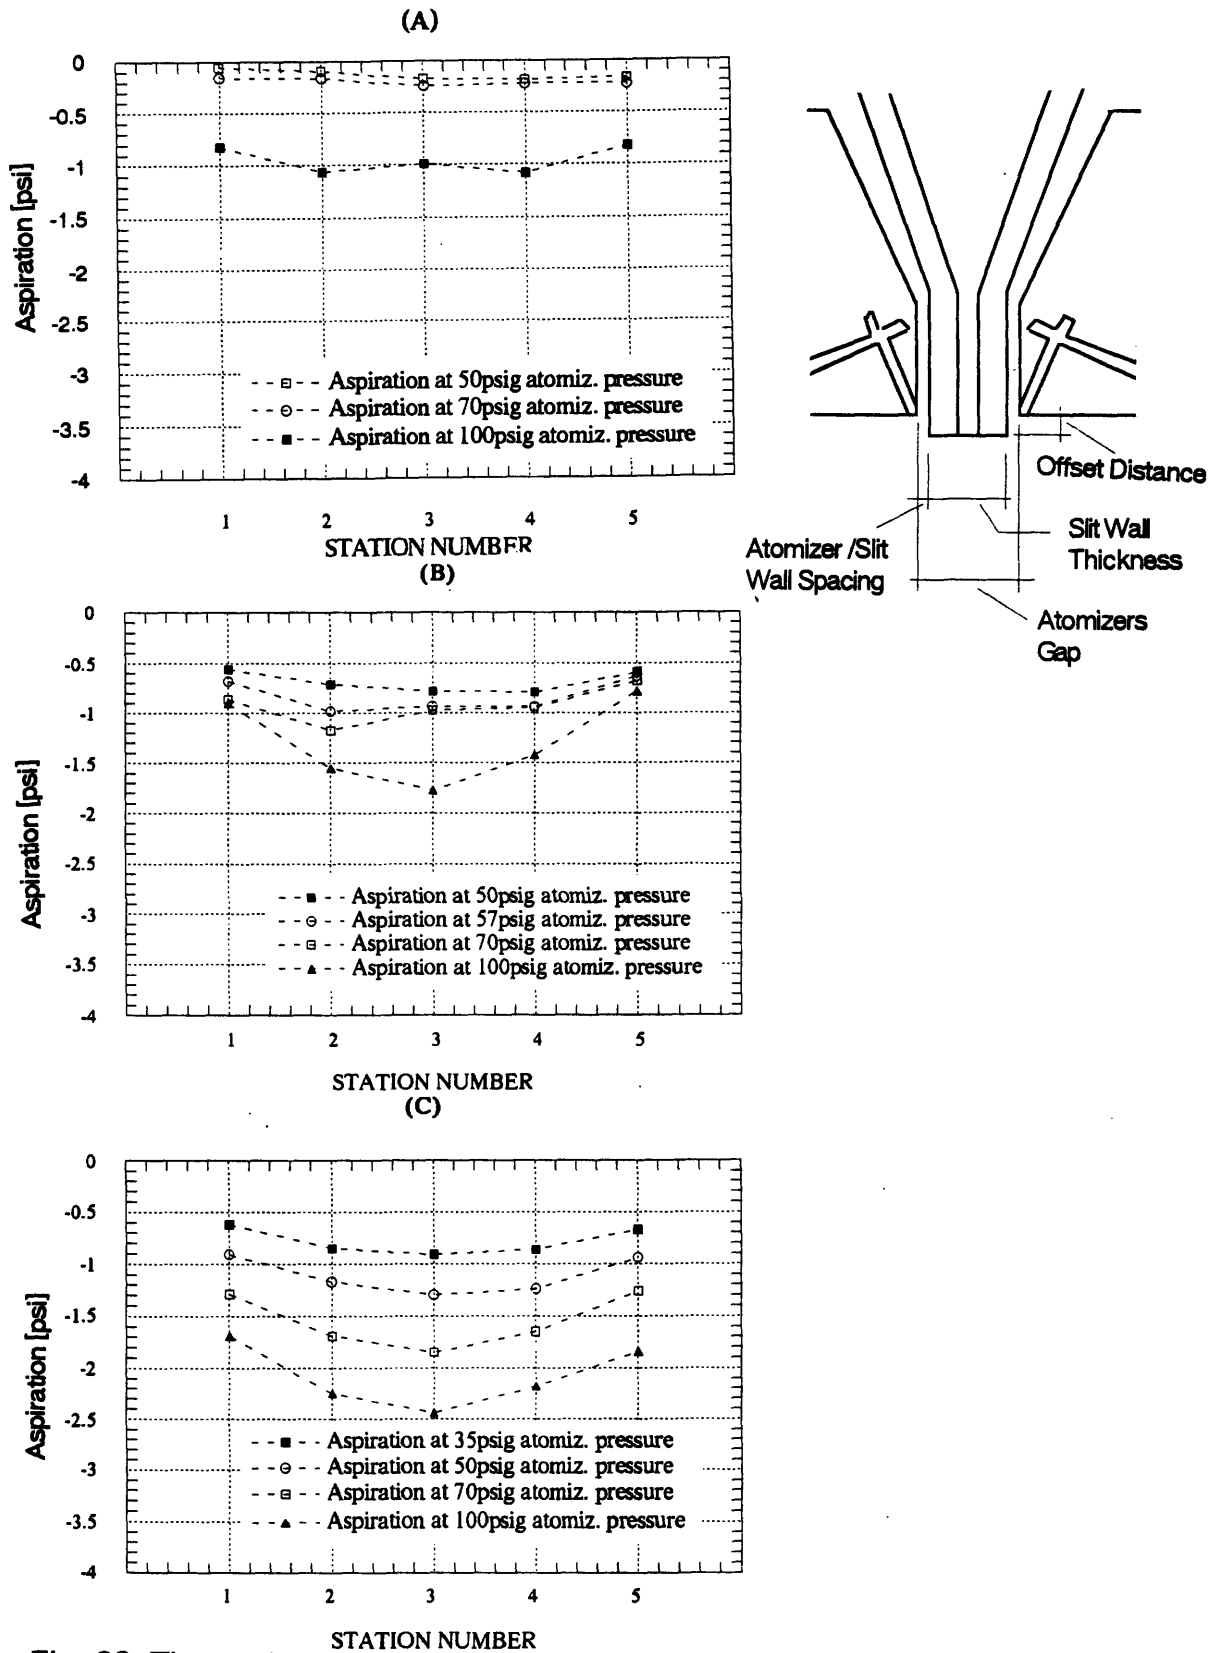 (A)
0
-0.5
-1
-1.5
-2
-2.5
-3
-3.5
-4
Aspiration [psi]
Aspiration at 50psig atomiz. pressure
Aspiration at 70psig atomiz. pressure
Aspiration at 100psig atomiz. pressure
1 2 3 4 5
STATION NUMBER
Offset Distance
Slit Wall
Thickness
Atomizer /Slit
Wall Spacing
Atomizers
Gap
(B)
0
-0.5
-1
-1.5
-2
-2.5
-3
-3.5
-4
Aspiration [psi]
Aspiration at 50psig atomiz. pressure
Aspiration at 57psig atomiz. pressure
Aspiration at 70psig atomiz. pressure
Aspiration at 100psig atomiz. pressure
1 2 3 4 5
STATION NUMBER
(C)
0
-0.5
-1
-1.5
-2
-2.5
-3
-3.5
-4
Aspiration [psi]
Aspiration at 35psig atomiz. pressure
Aspiration at 50psig atomiz. pressure
Aspiration at 70psig atomiz. pressure
Aspiration at 100psig atomiz. pressure
1 2 3 4 5
STATION NUMBER